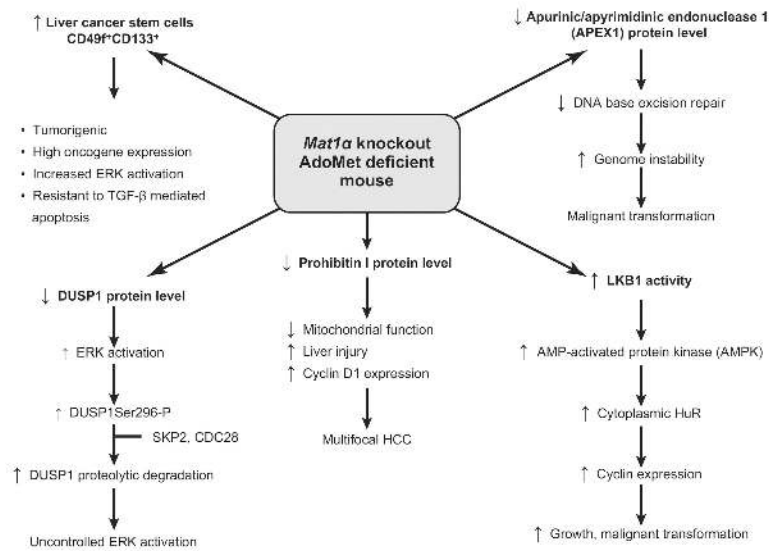 ↑ Liver cancer stem cells
CD49f⁺CD133⁺
• Tumorigenic
• High oncogene expression
• Increased ERK activation
• Resistant to TGF-β mediated
apoptosis
↓ Apurinic/apyrimidinic endonuclease 1
(APEX1) protein level
↓ DNA base excision repair
↑ Genome instability
Malignant transformation
Mat1α knockout
AdoMet deficient
mouse
↓ DUSP1 protein level
↑ ERK activation
↑ DUSP1Ser296-P
SKP2, CDC28
↑ DUSP1 proteolytic degradation
Uncontrolled ERK activation
↓ Prohibitin I protein level
↓ Mitochondrial function
↑ Liver injury
↑ Cyclin D1 expression
Multifocal HCC
↑ LKB1 activity
↑ AMP-activated protein kinase (AMPK)
↑ Cytoplasmic HuR
↑ Cyclin expression
↑ Growth, malignant transformation